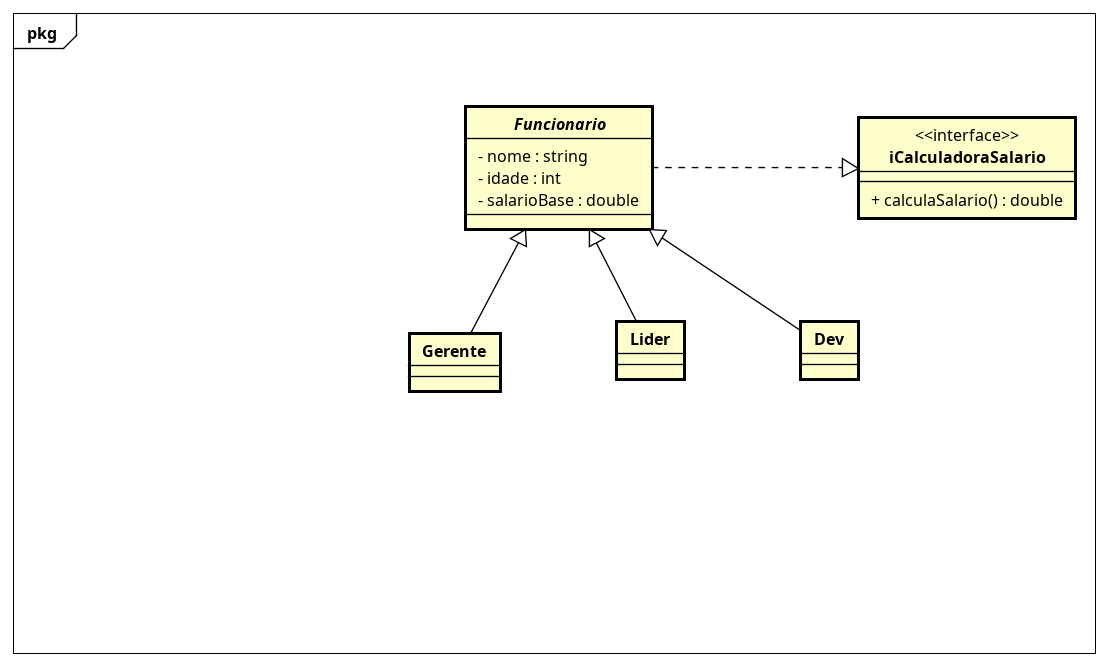 pkg
Funcionario
- nome : string
- idade : int
- salarioBase : double
<<interface>>
iCalculadoraSalario
+ calculaSalario() : double
Gerente
Lider
Dev